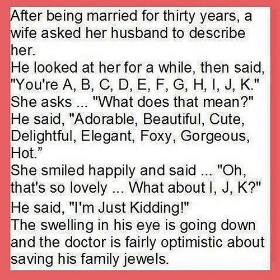 After being married for thirty years, a
wife asked her husband to describe
her.
He looked at her for a while, then said,
"You're A, B, C, D, E, F, G, H, I, J, K."
She asks ... "What does that mean?"
He said, "Adorable, Beautiful, Cute,
Delightful, Elegant, Foxy, Gorgeous,
Hot."
She smiled happily and said ... "Oh,
that's so lovely ... What about I, J, K?"
He said, "I'm Just Kidding!"
The swelling in his eye is going down
and the doctor is fairly optimistic about
saving his family jewels.